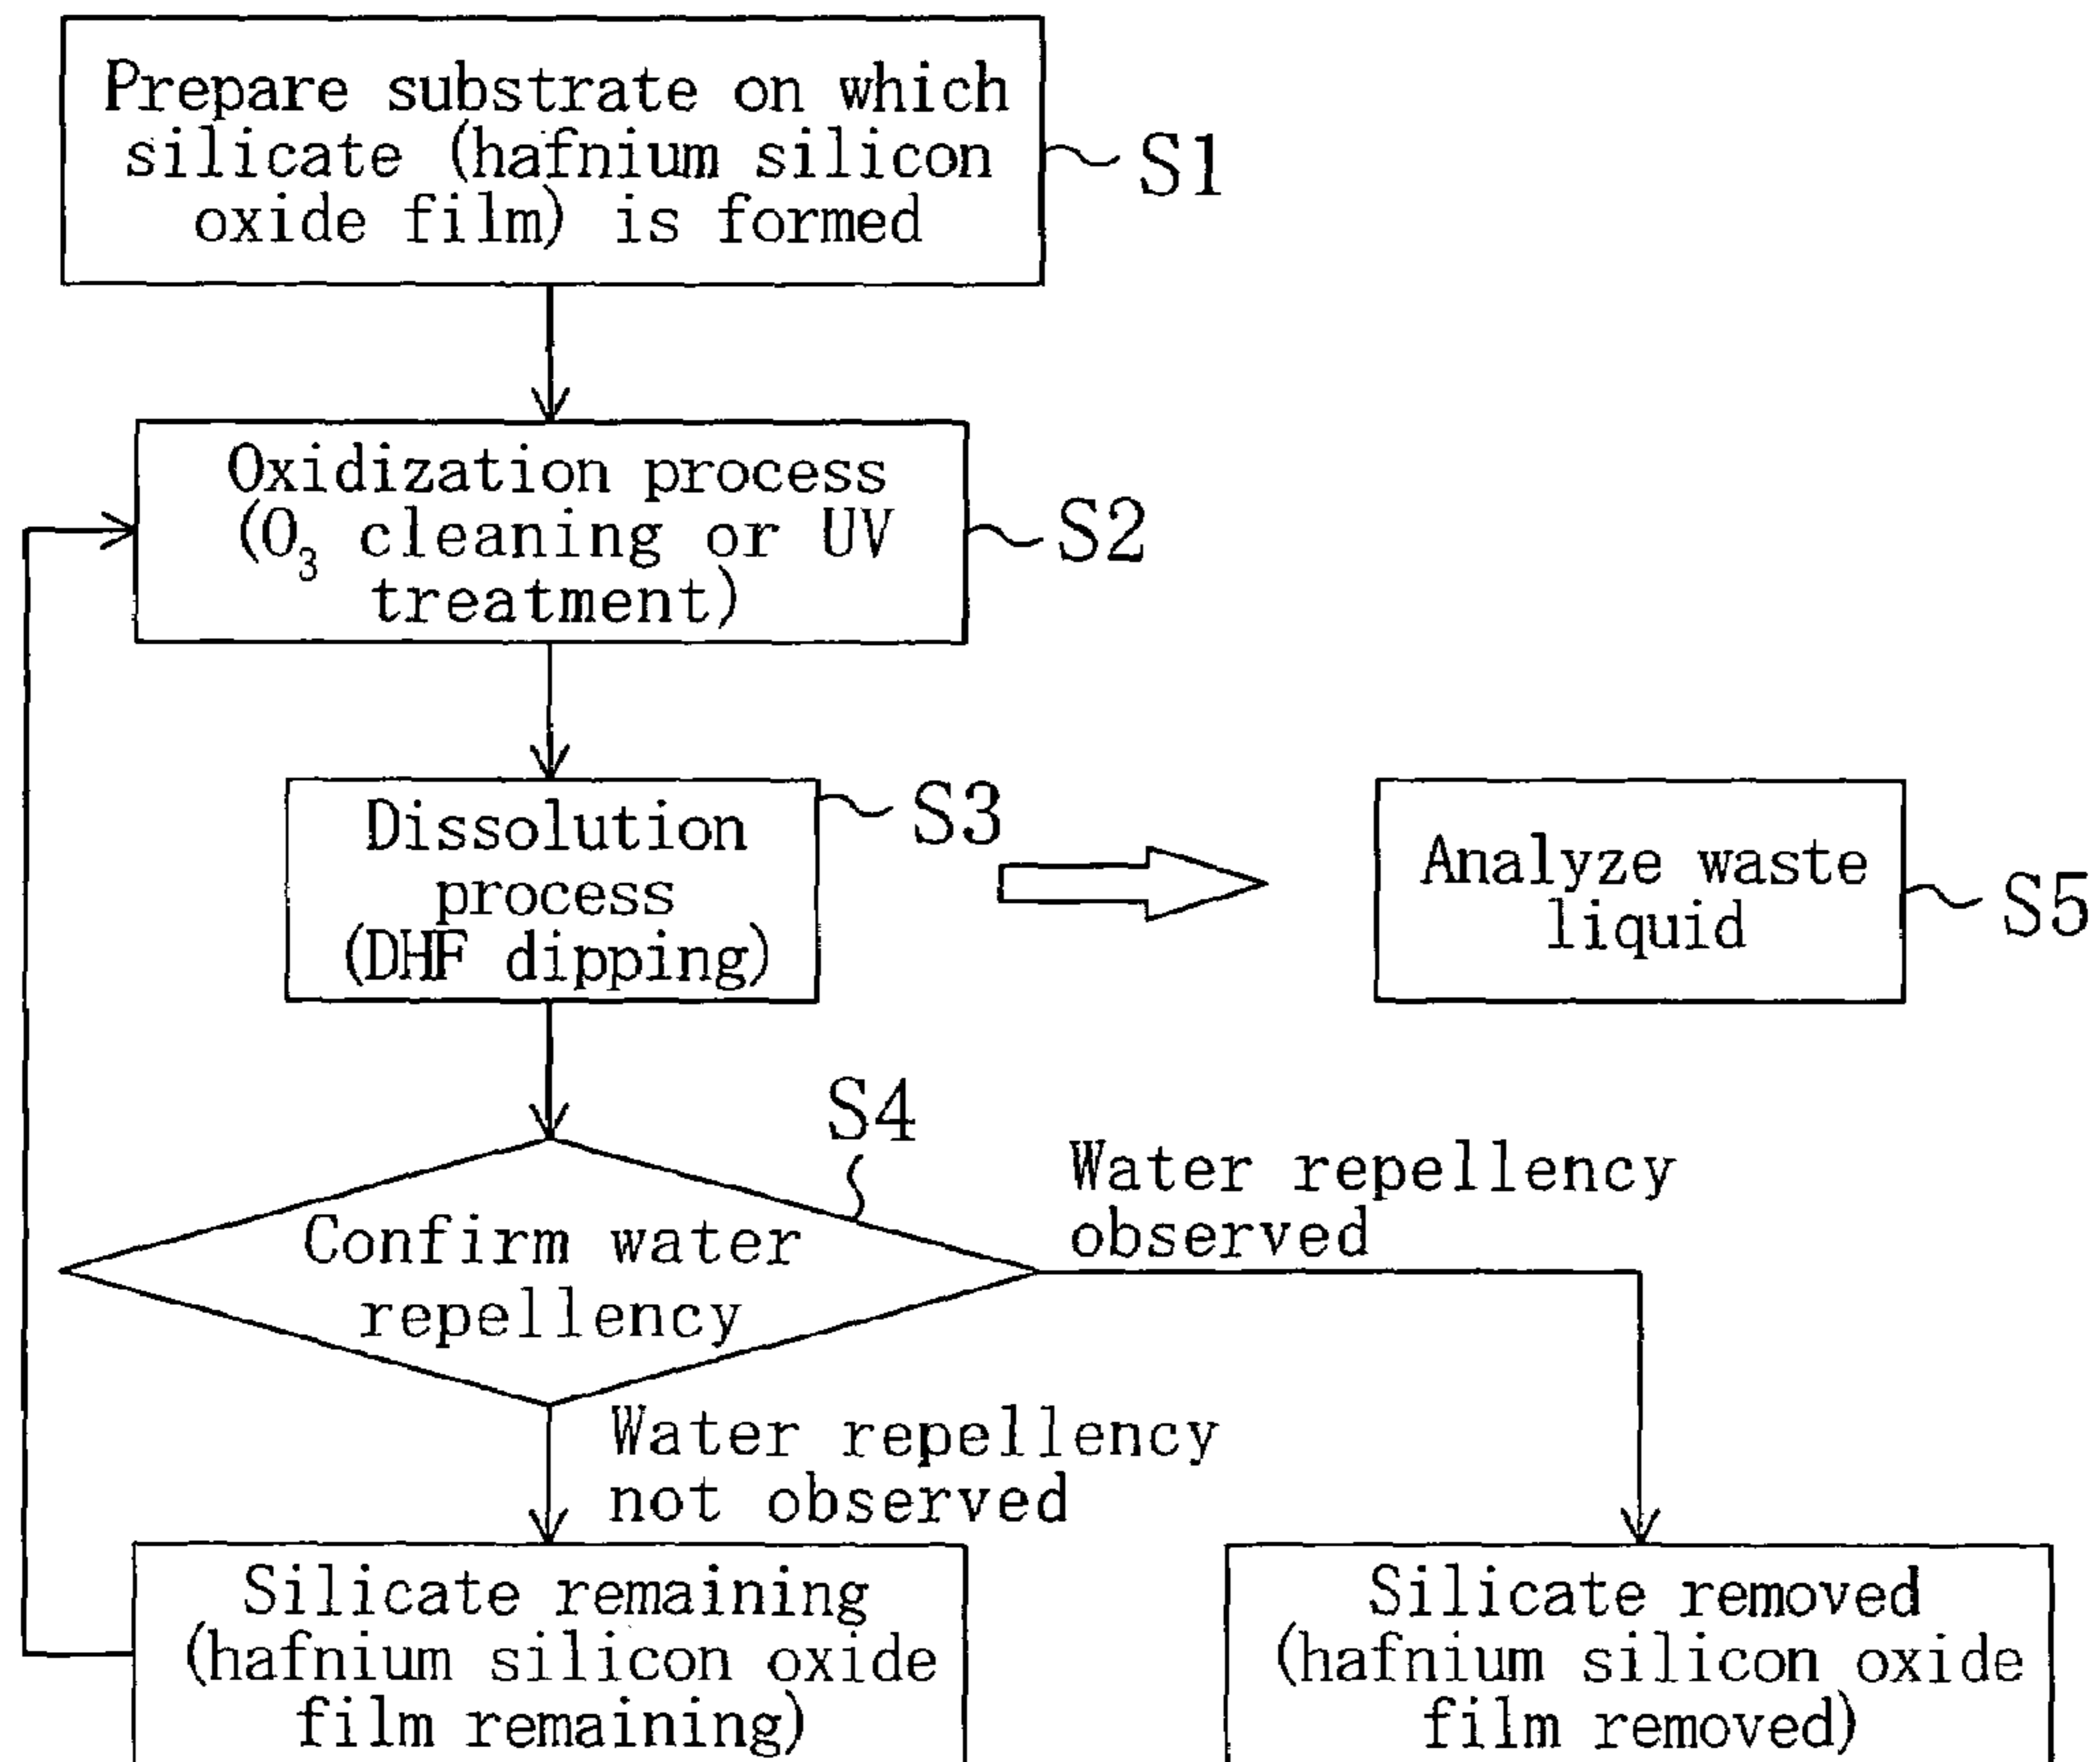 Prepare substrate on which
silicate (hafnium silicon
oxide film) is formed
S1
Oxidization process
(O₃ cleaning or UV
treatment)
S2
Dissolution
process
(DHF dipping)
S3
Analyze waste
liquid
S5
S4
Confirm water
repellency
Water repellency
observed
Water repellency
not observed
Silicate remaining
(hafnium silicon oxide
film remaining)
Silicate removed
(hafnium silicon oxide
film removed)